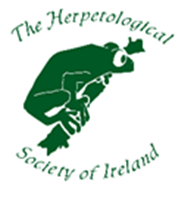 The Herpetological
Society of Ireland